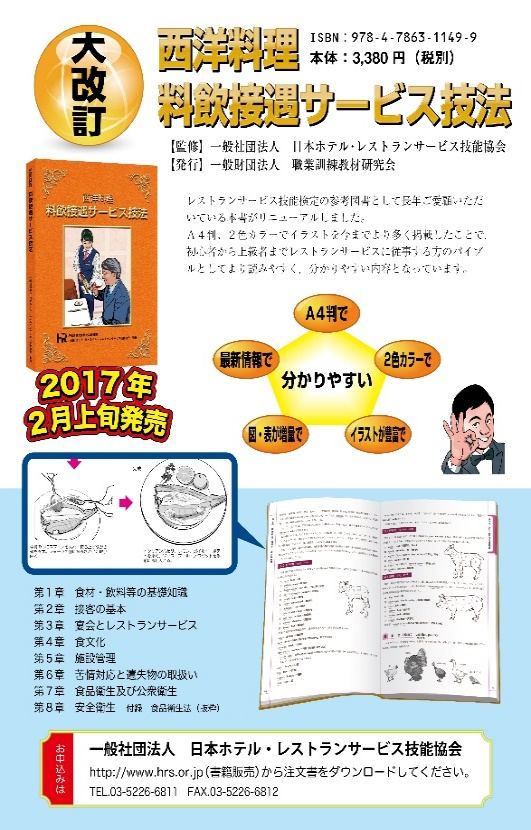 大改訂
西洋料理
料飲接遇サービス技法
ISBN：978-4-7863-1149-9
本体：3,380 円（税別）
【監修】一般社団法人　日本ホテル・レストランサービス技能協会
【発行】一般財団法人　職業訓練教材研究会
西洋料理
料飲接遇サービス技法
HR
レストランサービス技能検定の参考図書として長年ご愛顧いただ
いている本書がリニューアルしました。
Ａ４判、２色カラーでイラストを今までより多く掲載したことで、
初心者から上級者までレストランサービスに従事する方のバイブ
ルとしてより読みやすく、分かりやすい内容となっています。
A4判で
最新情報で
2色カラーで
分かりやすい
図・表が増量で
イラストが豊富で
2017年
2月上旬発売
第１章　食材・飲料等の基礎知識
第２章　接客の基本
第３章　宴会とレストランサービス
第４章　食文化
第５章　施設管理
第６章　苦情対応と遺失物の取扱い
第７章　食品衛生及び公衆衛生
第８章　安全衛生　付録　食品衛生法（抜粋）
お申込みは
一般社団法人　日本ホテル・レストランサービス技能協会
http://www.hrs.or.jp（書籍販売）から注文書をダウンロードしてください。
TEL.03-5226-6811　FAX.03-5226-6812